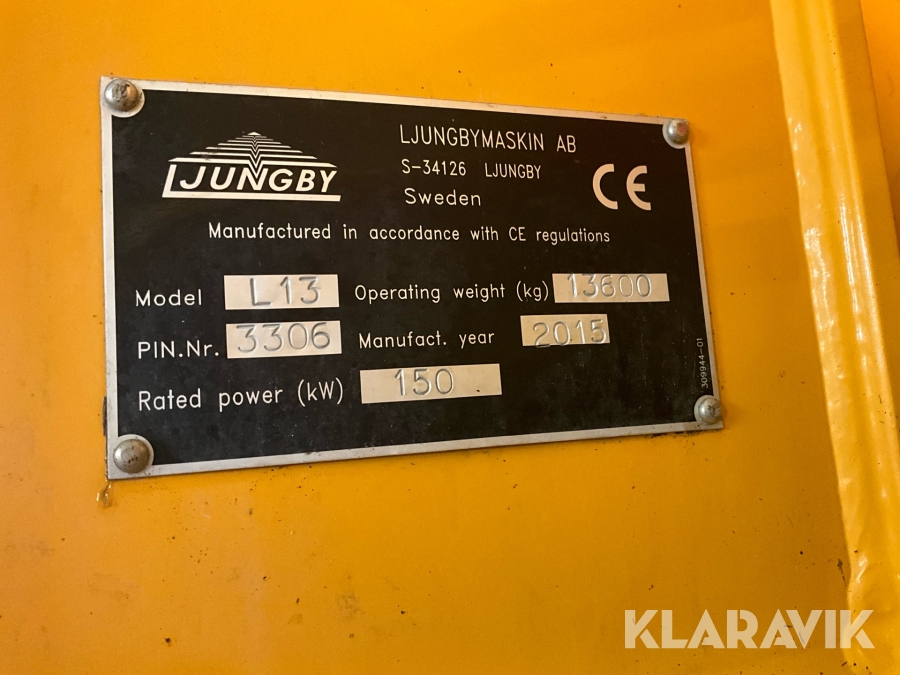 LJUNGBY
LJUNGBYMASKIN AB
S-34126 LJUNGBY
Sweden
CE
Manufactured in accordance with CE regulations
Model L13 Operating weight (kg) 13600
PIN.Nr. 3306 Manufact. year 2015
Rated power (kW) 150
309944-01
KLARAVIK